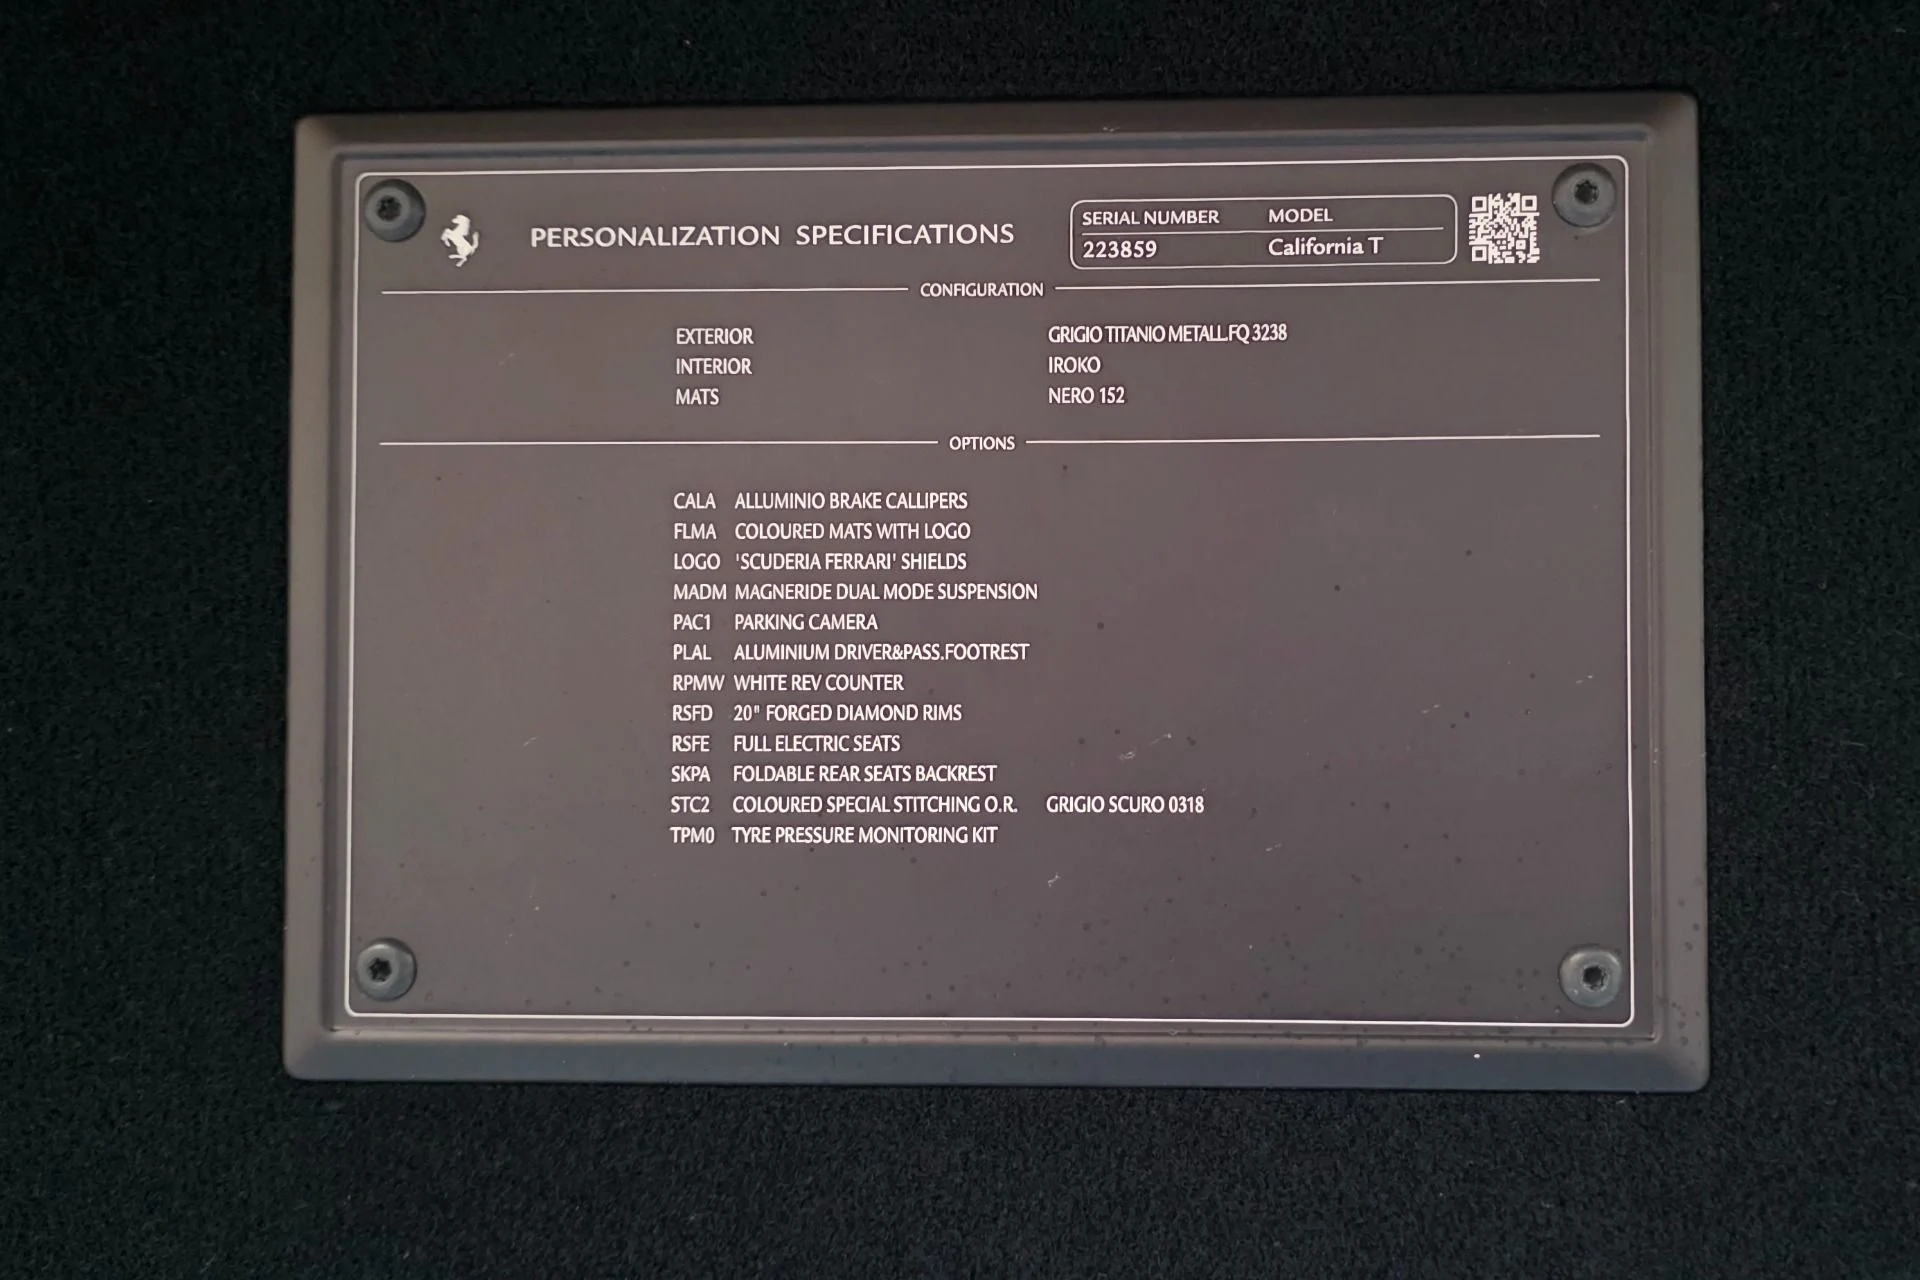 PERSONALIZATION SPECIFICATIONS
SERIAL NUMBER MODEL
223859 California T
CONFIGURATION
EXTERIOR GRIGIO TITANIO METALL.FQ 3238
INTERIOR IROKO
MATS NERO 152
OPTIONS
CALA ALLUMINIO BRAKE CALLIPERS
FLMA COLOURED MATS WITH LOGO
LOGO 'SCUDERIA FERRARI' SHIELDS
MADM MAGNERIDE DUAL MODE SUSPENSION
PAC1 PARKING CAMERA
PLAL ALUMINIUM DRIVER&PASS.FOOTREST
RPMW WHITE REV COUNTER
RSFD 20" FORGED DIAMOND RIMS
RSFE FULL ELECTRIC SEATS
SKPA FOLDABLE REAR SEATS BACKREST
STC2 COLOURED SPECIAL STITCHING O.R. GRIGIO SCURO 0318
TPM0 TYRE PRESSURE MONITORING KIT